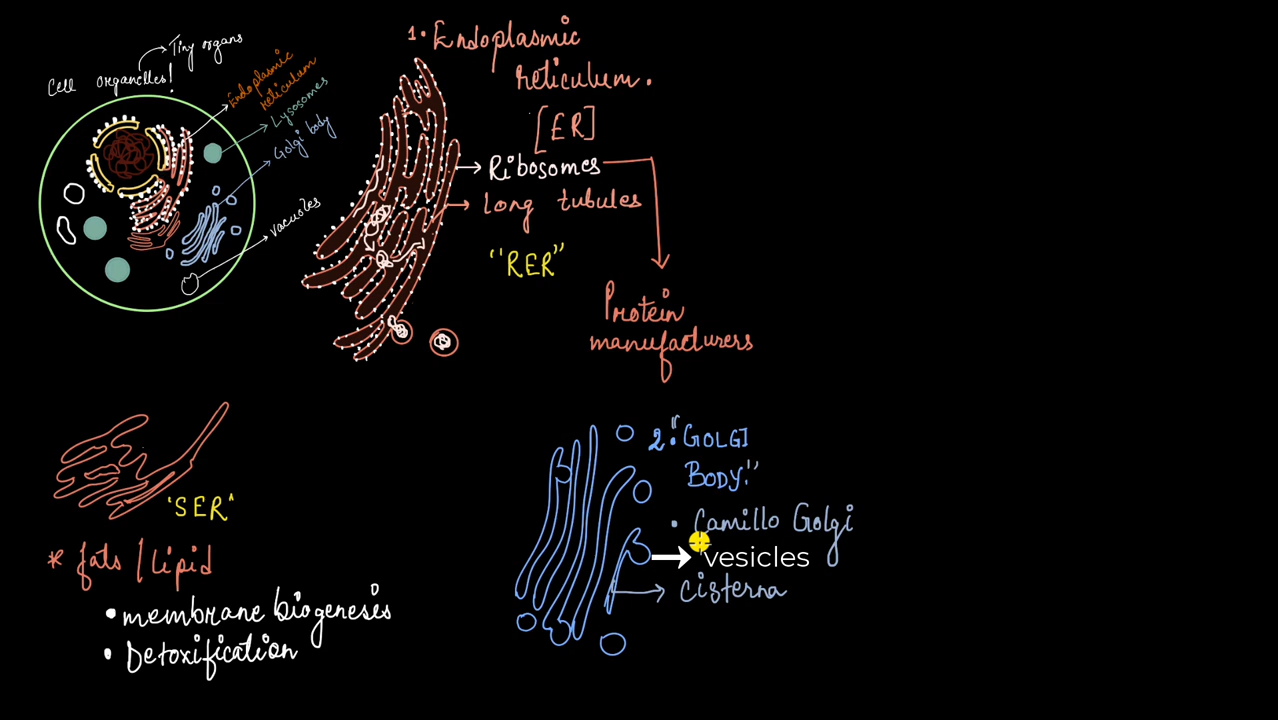 Cell organelles!
Tiny organs
Endoplasmic
reticulum
Lysosomes
Golgi body
vacuoles
1. Endoplasmic
reticulum.
[ER]
Ribosomes
Long tubules
"RER"
Protein
manufacturers
'SER"
* fats / Lipid
• membrane biogenesis
• Detoxification
2. "GOLGI
BODY."
• Camillo Golgi
vesicles
cisterna